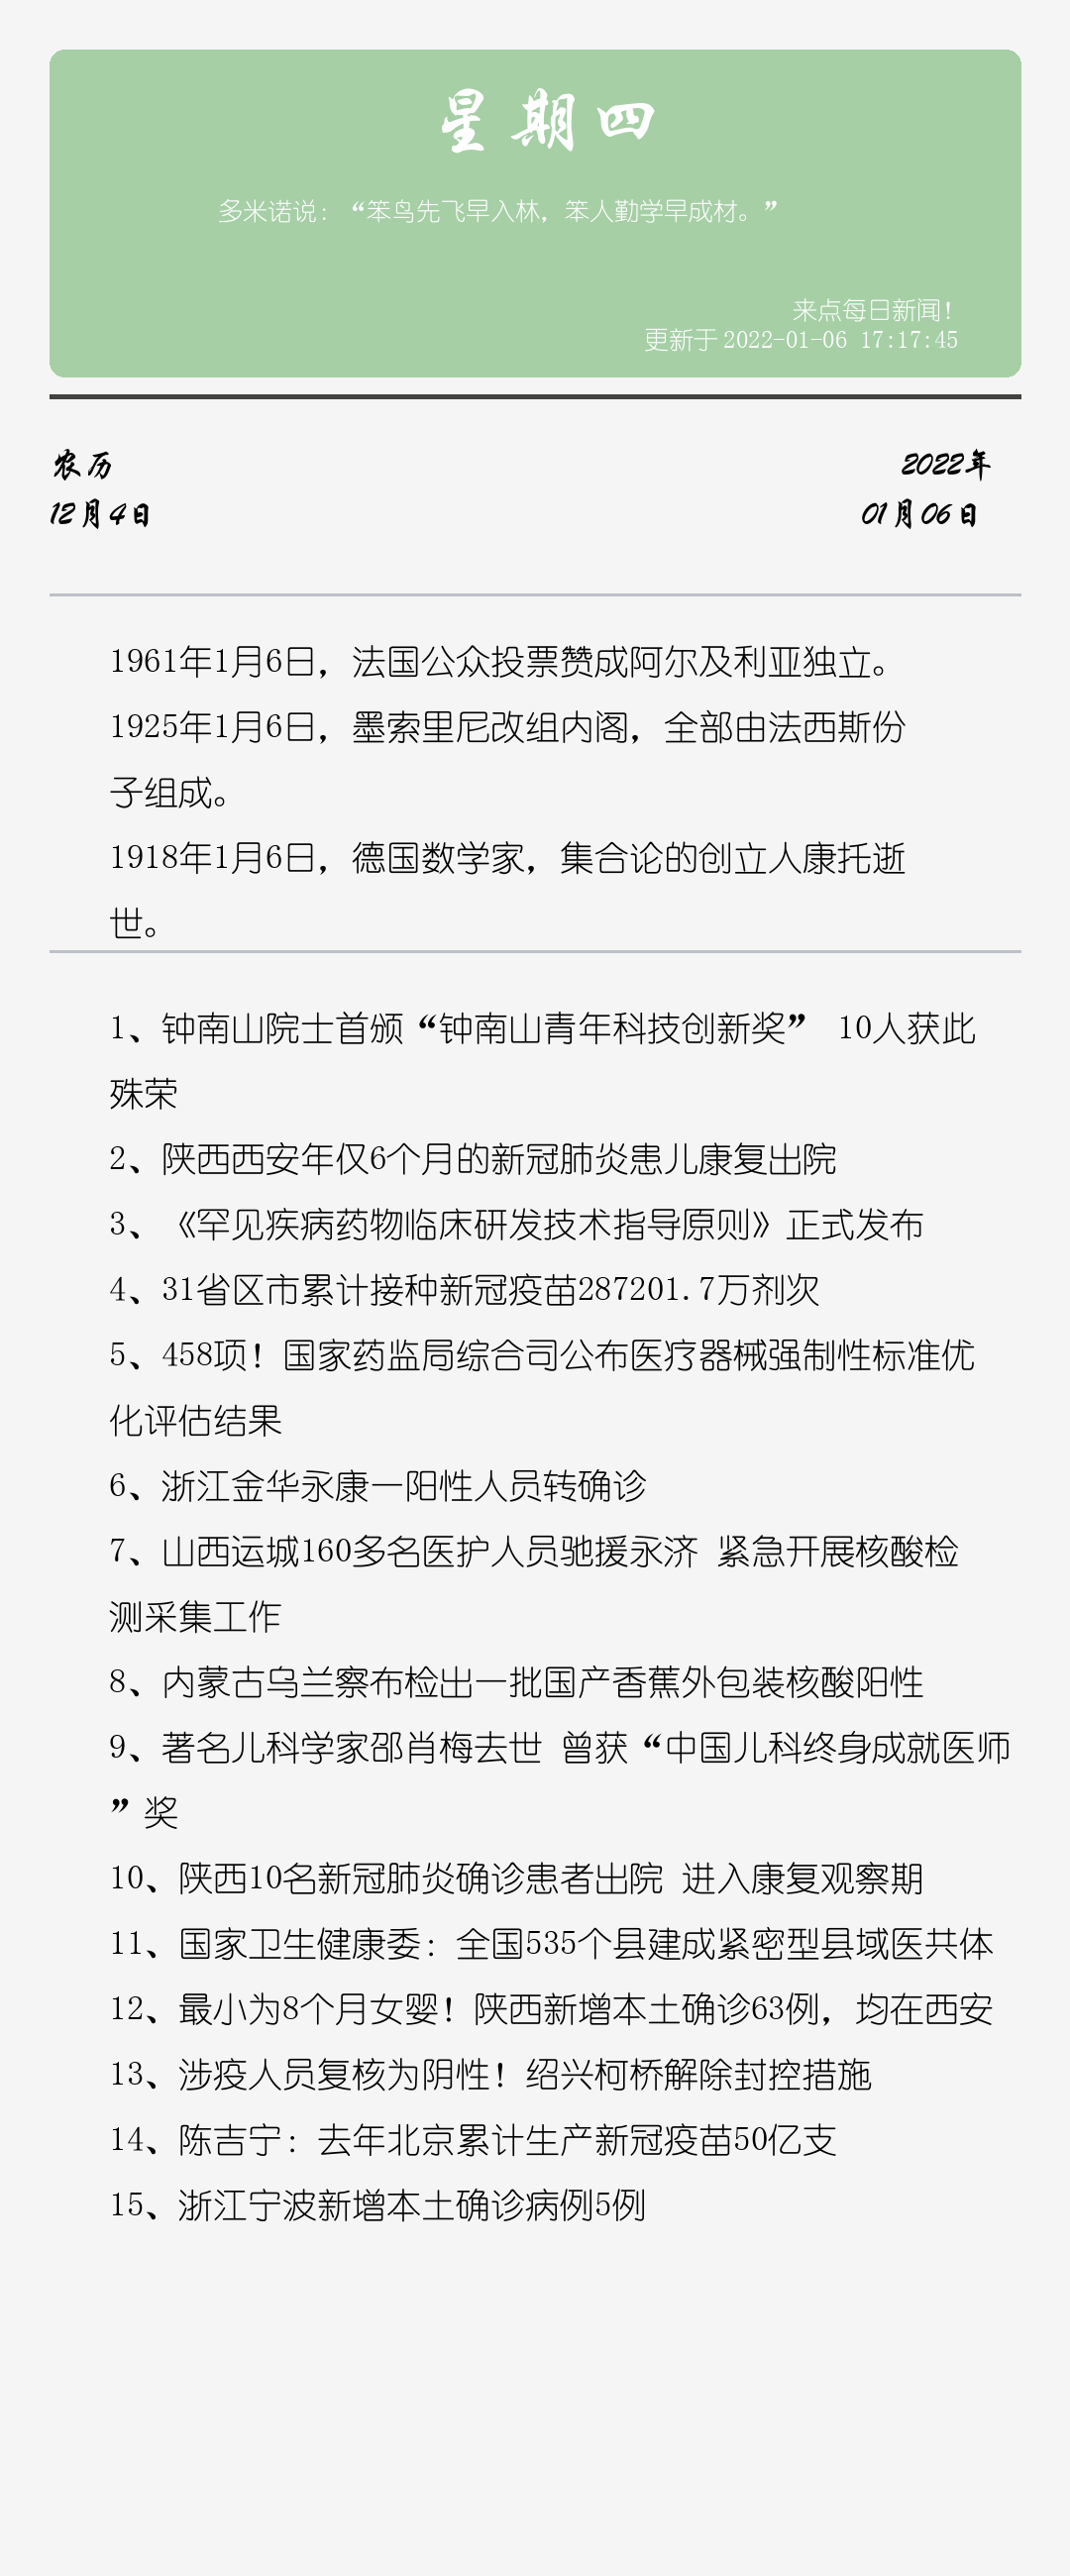 星期四
多米诺说：“笨鸟先飞早入林，笨人勤学早成材。”
来点每日新闻！
更新于 2022-01-06 17:17:45
农历
12月4日
2022年
01月06日
1961年1月6日，法国公众投票赞成阿尔及利亚独立。
1925年1月6日，墨索里尼改组内阁，全部由法西斯份
子组成。
1918年1月6日，德国数学家，集合论的创立人康托逝
世。
1、钟南山院士首颁“钟南山青年科技创新奖” 10人获此
殊荣
2、陕西西安年仅6个月的新冠肺炎患儿康复出院
3、《罕见疾病药物临床研发技术指导原则》正式发布
4、31省区市累计接种新冠疫苗287201.7万剂次
5、458项！国家药监局综合司公布医疗器械强制性标准优
化评估结果
6、浙江金华永康一阳性人员转确诊
7、山西运城160多名医护人员驰援永济 紧急开展核酸检
测采集工作
8、内蒙古乌兰察布检出一批国产香蕉外包装核酸阳性
9、著名儿科学家邵肖梅去世 曾获“中国儿科终身成就医师
”奖
10、陕西10名新冠肺炎确诊患者出院 进入康复观察期
11、国家卫生健康委：全国535个县建成紧密型县域医共体
12、最小为8个月女婴！陕西新增本土确诊63例，均在西安
13、涉疫人员复核为阴性！绍兴柯桥解除封控措施
14、陈吉宁：去年北京累计生产新冠疫苗50亿支
15、浙江宁波新增本土确诊病例5例